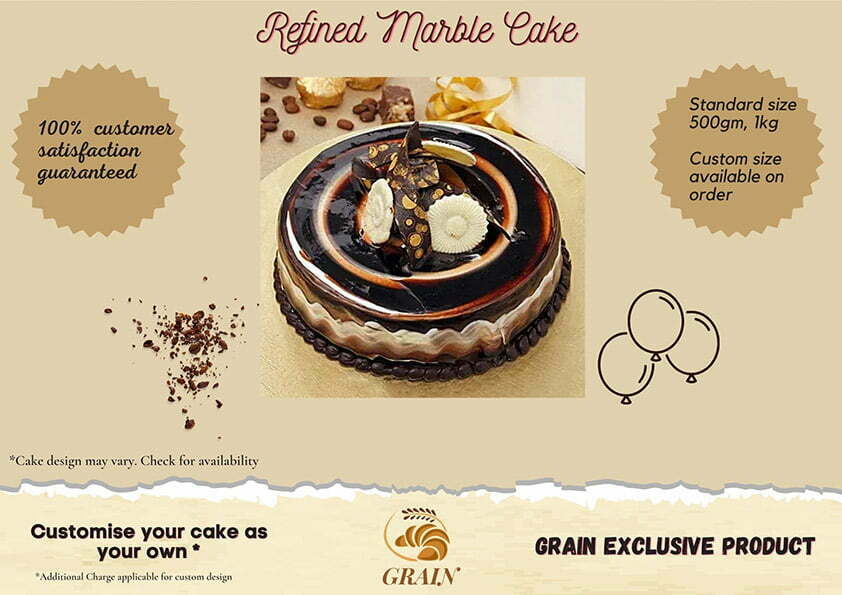 Refined Marble Cake
100% customer
satisfaction
guaranteed
Standard size
500gm, 1kg
Custom size
available on
order
*Cake design may vary. Check for availability
Customise your cake as
your own *
*Additional Charge applicable for custom design
GRAIN
GRAIN EXCLUSIVE PRODUCT